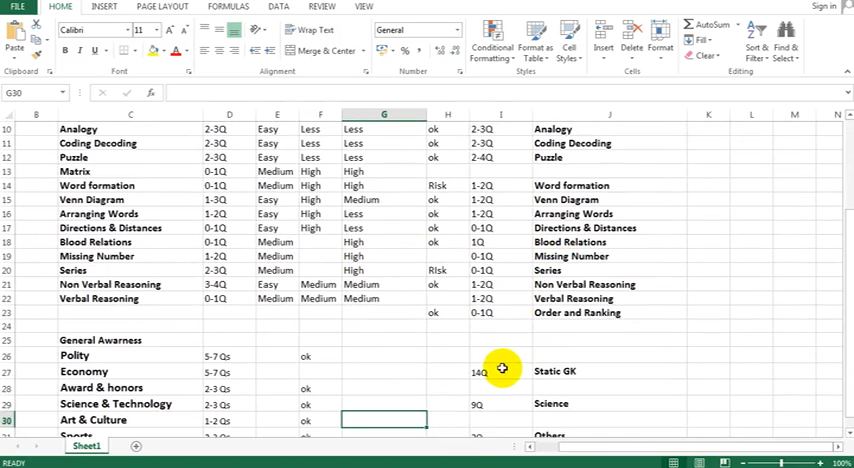 FILE HOME INSERT PAGE LAYOUT FORMULAS DATA REVIEW VIEW Sign in
Calibri 11 A A Wrap Text General AutoSum
Paste Fill
B I U A Merge & Center % Conditional Formatting Format as Table Cell Styles Insert Delete Format Clear Sort & Filter Find & Select
Clipboard Font Alignment Number Styles Cells Editing
G30 fx
B C D E F G H I J K L M N
10 Analogy 2-3Q Easy Less Less ok 2-3Q Analogy
11 Coding Decoding 2-3Q Easy Less Less ok 2-3Q Coding Decoding
12 Puzzle 2-3Q Easy Less Less ok 2-4Q Puzzle
13 Matrix 0-1Q Medium High High
14 Word formation 0-1Q Medium High High Risk 1-2Q Word formation
15 Venn Diagram 1-3Q Easy High Medium ok 1-2Q Venn Diagram
16 Arranging Words 1-2Q Easy High Less ok 1-2Q Arranging Words
17 Directions & Distances 0-1Q Easy High Less ok 0-1Q Directions & Distances
18 Blood Relations 0-1Q Medium High ok 1Q Blood Relations
19 Missing Number 1-2Q Medium High 0-1Q Missing Number
20 Series 2-3Q Medium High RIsk 0-1Q Series
21 Non Verbal Reasoning 3-4Q Easy Medium Medium ok 1-2Q Non Verbal Reasoning
22 Verbal Reasoning 0-1Q Medium Medium Medium 1-2Q Verbal Reasoning
23 ok 0-1Q Order and Ranking
24
25 General Awarness
26 Polity 5-7 Qs ok
27 Economy 5-7 Qs 14Q Static GK
28 Award & honors 2-3 Qs ok
29 Science & Technology 2-3 Qs ok 9Q Science
30 Art & Culture 1-2 Qs ok
Sports Others
Sheet1
READY 100%